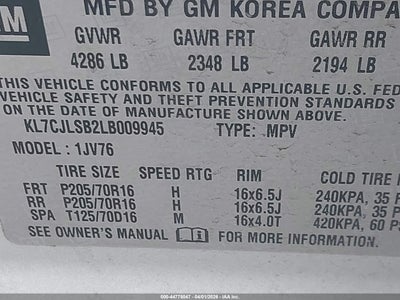 GM
MFD BY GM KOREA COMPA
GVWR GAWR FRT GAWR RR
4286 LB 2348 LB 2194 LB
THIS VEHICLE CONFORMS TO ALL APPLICABLE U.S. FED
VEHICLE SAFETY AND THEFT PREVENTION STAND
ON THE DATE OF MANUFACTURE SHOWN ABOVE.
KL7CJLSB2LB009945 TYPE: MPV
MODEL: 1JV76
TIRE SIZE SPEED RTG RIM COLD TIRE
FRT P205/70R16 H 16x6.5J 240KPA, 35 P
RR P205/70R16 H 16x6.5J 240KPA, 35 P
SPA T125/70D16 M 16x4.0T 420KPA, 60 P
SEE OWNER'S MANUAL FOR MORE INFORMATION.
000-44778047 04/01/2026 IAA, Inc.